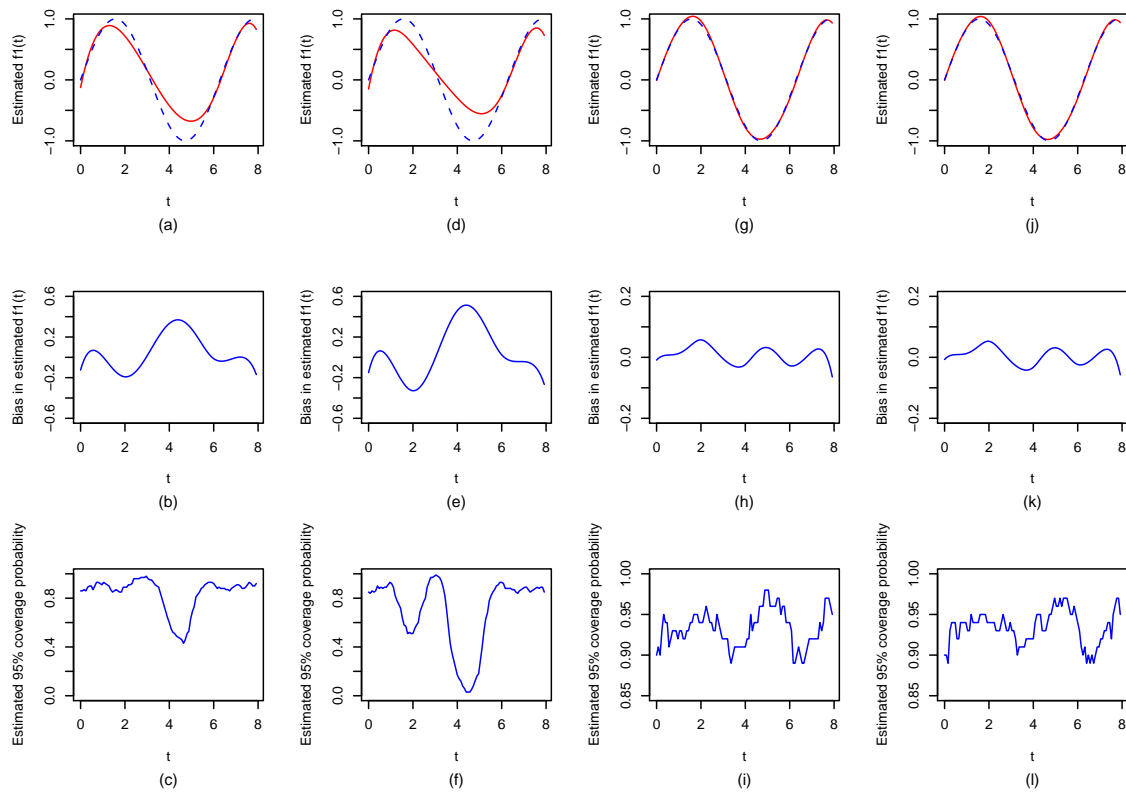 Estimated f1(t)
1.0
0.0
−1.0
0 2 4 6 8
t
(a)
Estimated f1(t)
1.0
0.0
−1.0
0 2 4 6 8
t
(d)
Estimated f1(t)
1.0
0.0
−1.0
0 2 4 6 8
t
(g)
Estimated f1(t)
1.0
0.0
−1.0
0 2 4 6 8
t
(j)
Bias in estimated f1(t)
0.6
0.2
−0.2
−0.6
0 2 4 6 8
t
(b)
Bias in estimated f1(t)
0.6
0.2
−0.2
−0.6
0 2 4 6 8
t
(e)
Bias in estimated f1(t)
0.2
0.0
−0.2
0 2 4 6 8
t
(h)
Bias in estimated f1(t)
0.2
0.0
−0.2
0 2 4 6 8
t
(k)
Estimated 95% coverage probability
0.8
0.4
0.0
0 2 4 6 8
t
(c)
Estimated 95% coverage probability
0.8
0.4
0.0
0 2 4 6 8
t
(f)
Estimated 95% coverage probability
1.00
0.95
0.90
0.85
0 2 4 6 8
t
(i)
Estimated 95% coverage probability
1.00
0.95
0.90
0.85
0 2 4 6 8
t
(l)